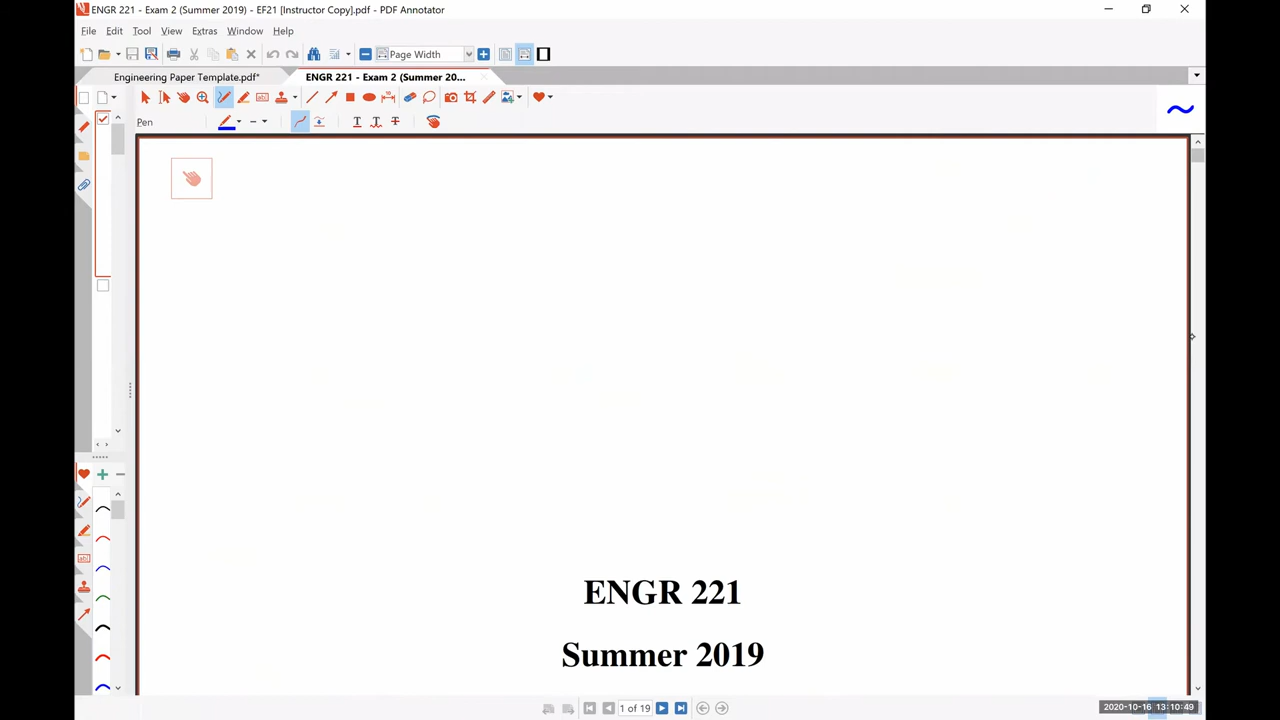 ENGR 221 - Exam 2 (Summer 2019) - EF21 [Instructor Copy].pdf - PDF Annotator
File Edit Tool View Extras Window Help
Page Width
Engineering Paper Template.pdf*
ENGR 221 - Exam 2 (Summer 20...
Pen
ENGR 221
Summer 2019
1 of 19
2020-10-16 13:10:49